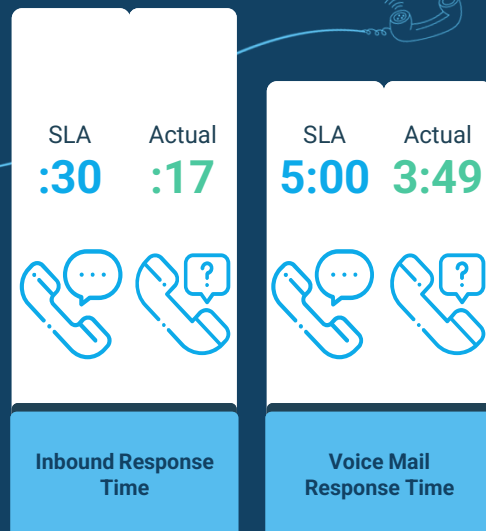 SLA Actual
:30 :17
?
Inbound Response
Time
SLA Actual
5:00 3:49
?
Voice Mail
Response Time